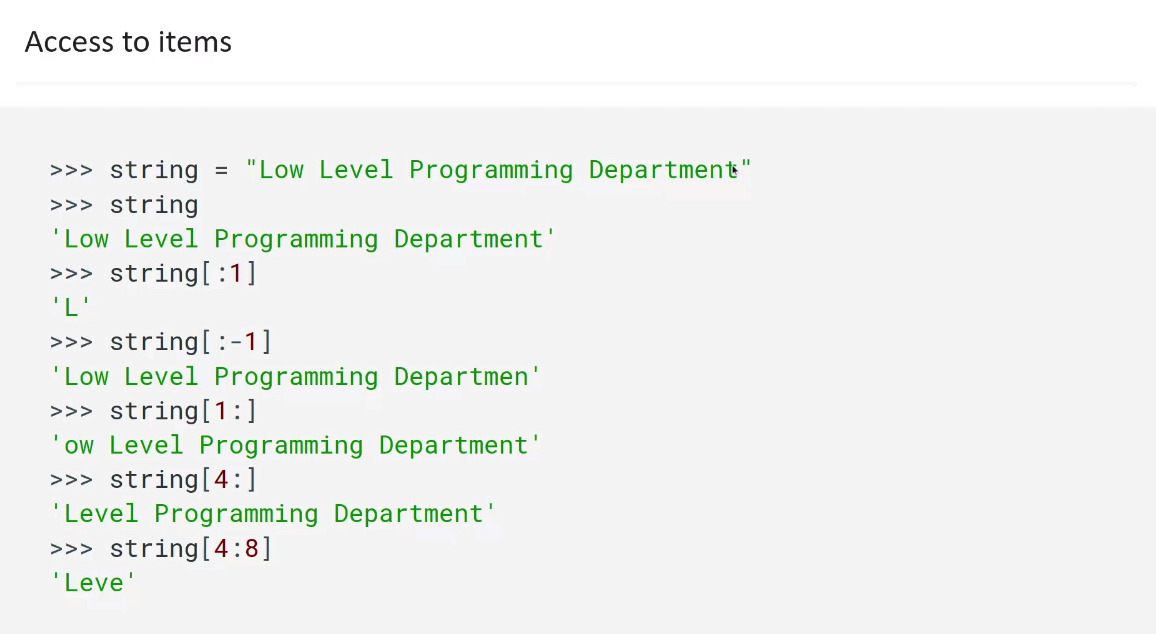 Access to items
>>> string = "Low Level Programming Department"
>>> string
'Low Level Programming Department'
>>> string[:1]
'L'
>>> string[:-1]
'Low Level Programming Departmen'
>>> string[1:]
'ow Level Programming Department'
>>> string[4:]
'Level Programming Department'
>>> string[4:8]
'Leve'